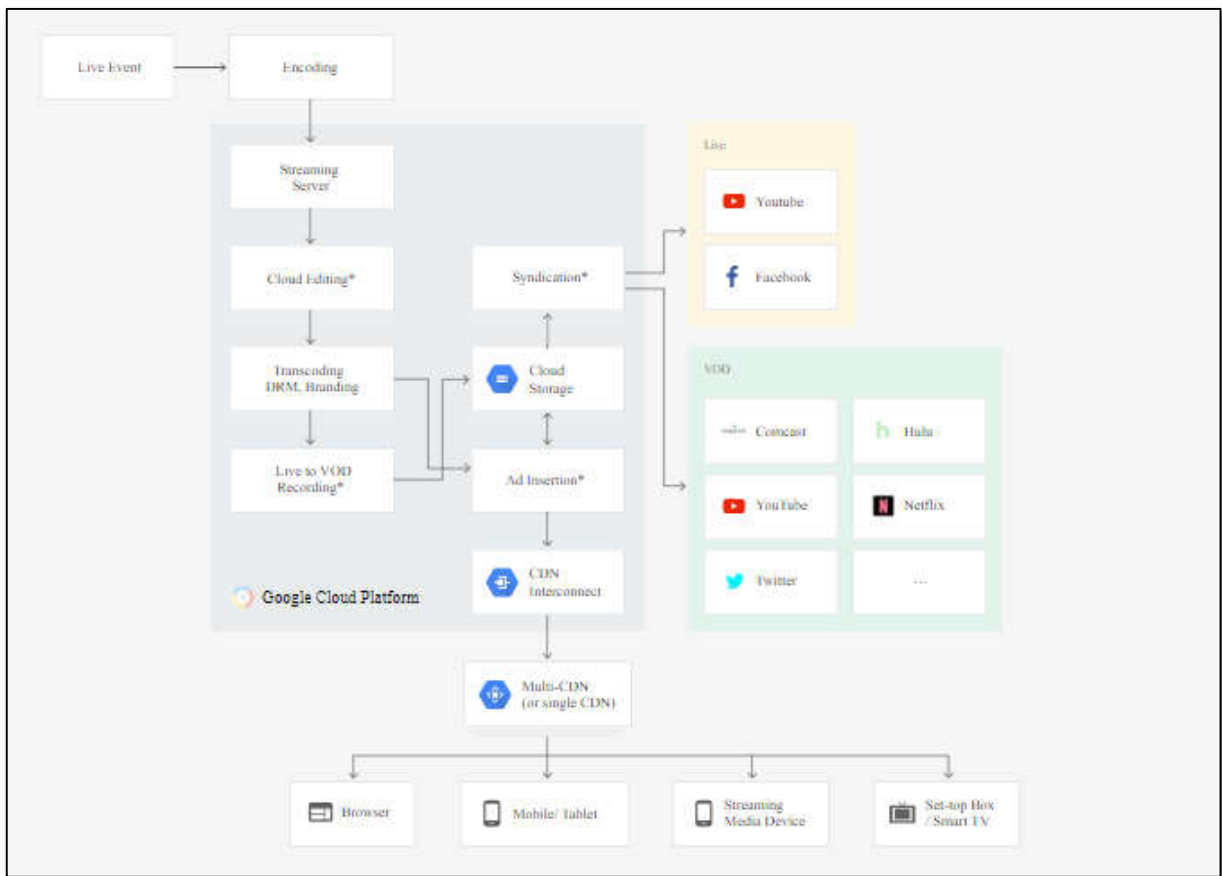 Live Event
Encoding
Streaming
Server
Cloud Editing*
Transcoding
DRM, Branding
Live to VOD
Recording*
Syndication*
Cloud
Storage
Ad Insertion*
CDN
Interconnect
Google Cloud Platform
Live
Youtube
Facebook
VOD
Comcast
Hulu
YouTube
Netflix
Twitter
...
Multi-CDN
(or single CDN)
Browser
Mobile/ Tablet
Streaming
Media Device
Set-top Box
/ Smart TV